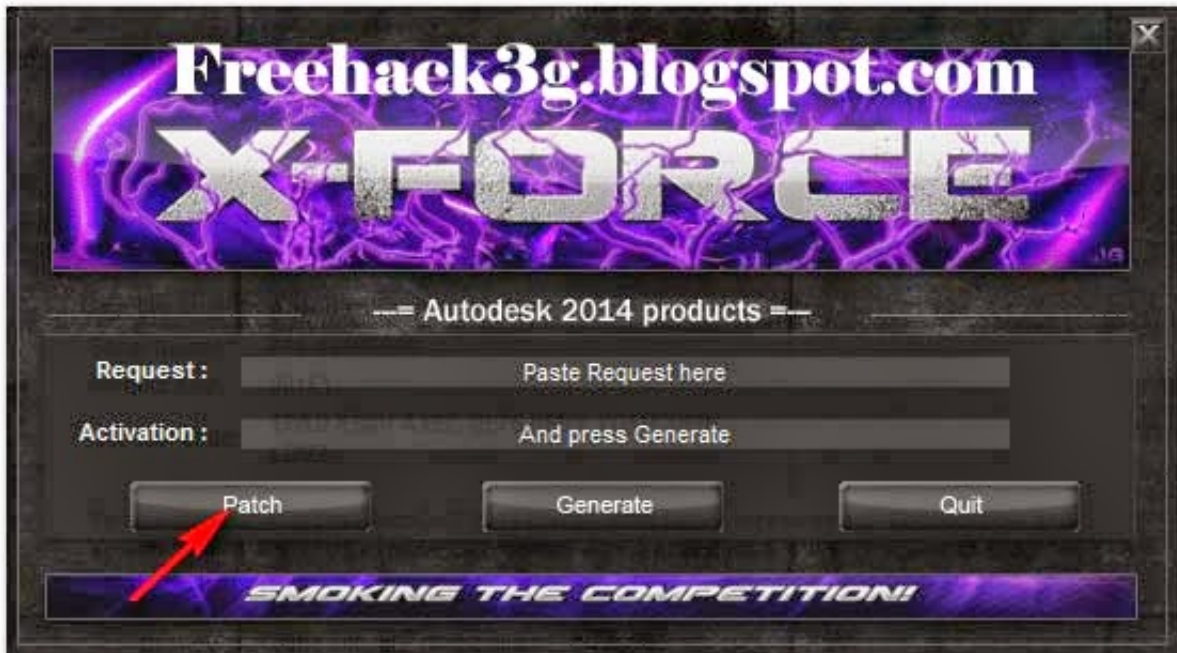 Freehack3g.blogspot.com
X-FORCE
---= Autodesk 2014 products =---
Request :
Paste Request here
Activation :
And press Generate
Patch
Generate
Quit
SMOKING THE COMPETITION!